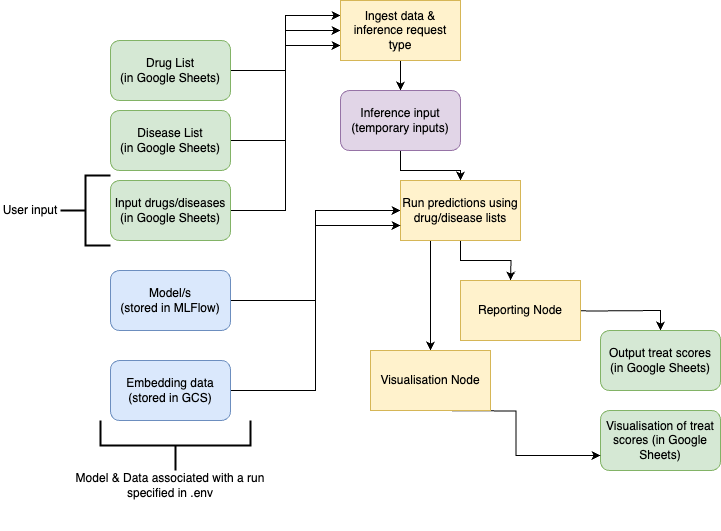 Ingest data &
inference request
type
Drug List
(in Google Sheets)
Inference input
(temporary inputs)
Disease List
(in Google Sheets)
User input
Input drugs/diseases
(in Google Sheets)
Run predictions using
drug/disease lists
Model/s
(stored in MLFlow)
Reporting Node
Output treat scores
(in Google Sheets)
Embedding data
(stored in GCS)
Visualisation Node
Visualisation of treat
scores (in Google
Sheets)
Model & Data associated with a run
specified in .env